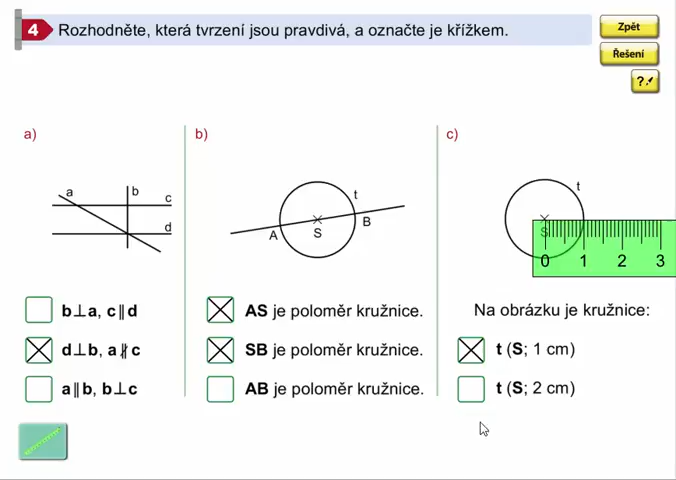 4 Rozhodněte, která tvrzení jsou pravdivá, a označte je křížkem.
Zpět
Řešení
?
a)
a
b
c
d
b⊥a, c∥d
d⊥b, a∦c
a∥b, b⊥c
b)
t
A
S
B
AS je poloměr kružnice.
SB je poloměr kružnice.
AB je poloměr kružnice.
c)
t
S
0 1 2 3
Na obrázku je kružnice:
t (S; 1 cm)
t (S; 2 cm)